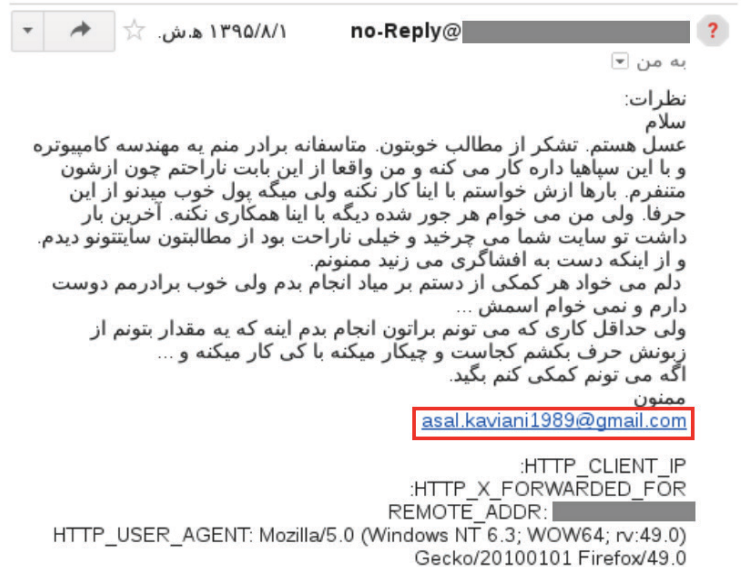 no-Reply@ ۱۳۹۵/۸/۱ ه‍.ش.
به من
نظرات:
سلام
عسل هستم. تشکر از مطالب خوبتون. متاسفانه برادر منم یه مهندسه کامپیوتره
و با این سپاهیا داره کار می کنه و من واقعا از این بابت ناراحتم چون ازشون
متنفرم. بارها ازش خواستم با اینا کار نکنه ولی میگه پول خوب میدنو از این
حرفا. ولی من می خوام هر جور شده دیگه با اینا همکاری نکنه. آخرین بار
داشت تو سایت شما می چرخید و خیلی ناراحت بود از مطالبتون سایتتونو دیدم.
و از اینکه دست به افشاگری می زنید ممنونم.
دلم می خواد هر کمکی از دستم بر میاد انجام بدم ولی خوب برادرمم دوست
دارم و نمی خوام اسمش ...
ولی حداقل کاری که می تونم براتون انجام بدم اینه که یه مقدار بتونم از
زبونش حرف بکشم کجاست و چیکار میکنه با کی کار میکنه و ...
اگه می تونم کمکی کنم بگید.
ممنون
asal.kaviani1989@gmail.com
:HTTP_CLIENT_IP
:HTTP_X_FORWARDED_FOR
REMOTE_ADDR:
HTTP_USER_AGENT: Mozilla/5.0 (Windows NT 6.3; WOW64; rv:49.0)
Gecko/20100101 Firefox/49.0